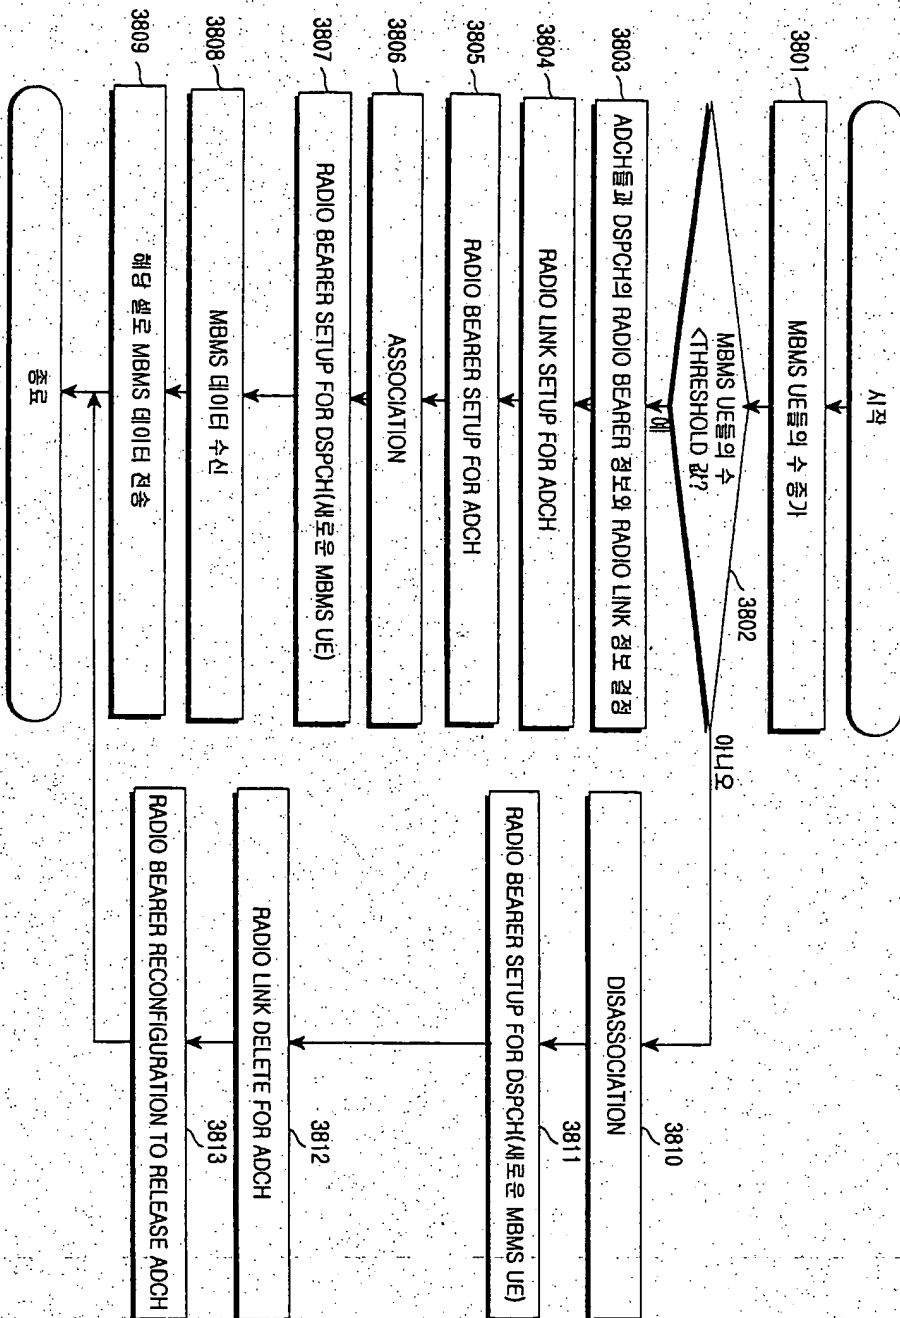 시작
3801
MBMS UE들의 수 증가
3802
MBMS UE들의 수
<THRESHOLD 값?
예
아니오
3803
ADCH들과 DSPCH의 RADIO BEARER 정보와 RADIO LINK 정보 결정
3804
RADIO LINK SETUP FOR ADCH
3805
RADIO BEARER SETUP FOR ADCH
3806
ASSOCIATION
3807
RADIO BEARER SETUP FOR DSPCH(새로운 MBMS UE)
3808
MBMS 데이터 수신
3809
해당 셀로 MBMS 데이터 전송
종료
3810
DISASSOCIATION
3811
RADIO BEARER SETUP FOR DSPCH(새로운 MBMS UE)
3812
RADIO LINK DELETE FOR ADCH
3813
RADIO BEARER RECONFIGURATION TO RELEASE ADCH